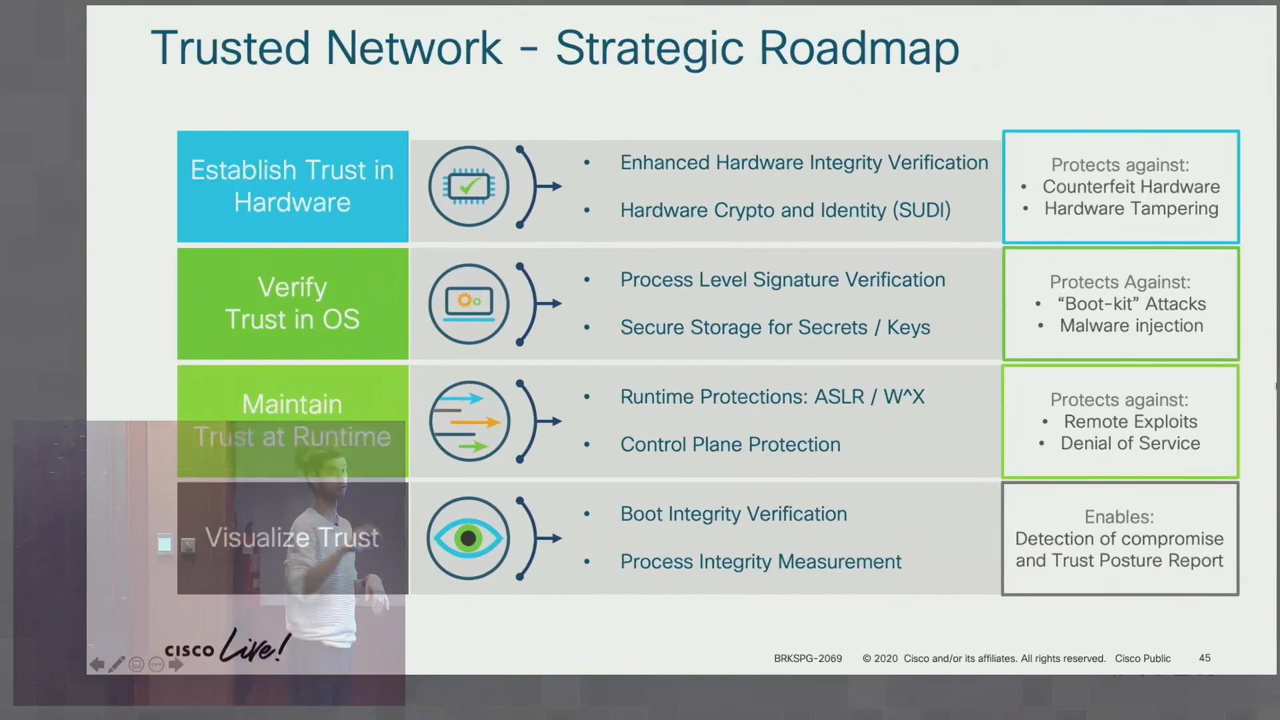 Trusted Network - Strategic Roadmap
Establish Trust in
Hardware
• Enhanced Hardware Integrity Verification
• Hardware Crypto and Identity (SUDI)
Protects against:
• Counterfeit Hardware
• Hardware Tampering
Verify
Trust in OS
• Process Level Signature Verification
• Secure Storage for Secrets / Keys
Protects Against:
• “Boot-kit” Attacks
• Malware injection
Maintain
Trust at Runtime
• Runtime Protections: ASLR / W^X
• Control Plane Protection
Protects against:
• Remote Exploits
• Denial of Service
Visualize Trust
• Boot Integrity Verification
• Process Integrity Measurement
Enables:
Detection of compromise
and Trust Posture Report
CISCO Live!
BRKSPG-2069 © 2020 Cisco and/or its affiliates. All rights reserved. Cisco Public 45